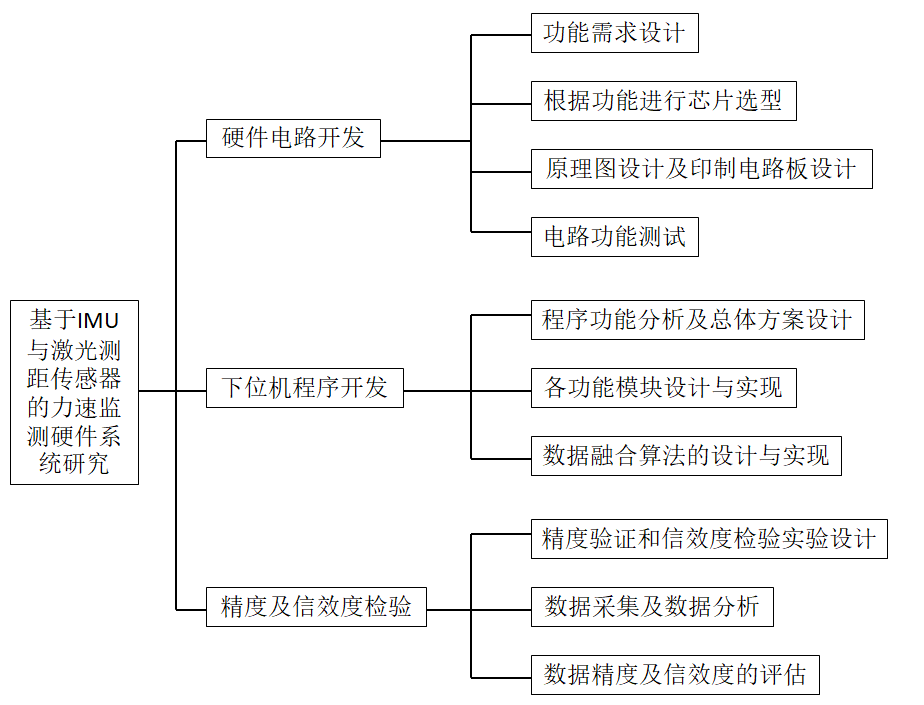 功能需求设计
根据功能进行芯片选型
硬件电路开发
原理图设计及印制电路板设计
电路功能测试
基于IMU
与激光测
距传感器
的力速监
测硬件系
统研究
程序功能分析及总体方案设计
下位机程序开发
各功能模块设计与实现
数据融合算法的设计与实现
精度验证和信效度检验实验设计
精度及信效度检验
数据采集及数据分析
数据精度及信效度的评估